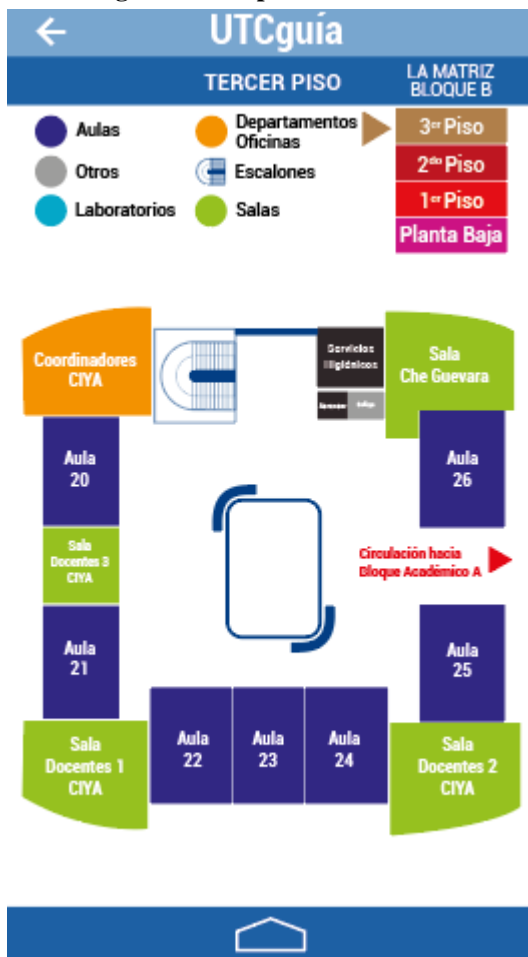 UTCguía
TERCER PISO
LA MATRIZ
BLOQUE B
Aulas
Departamentos
Oficinas
3er Piso
Otros
Escalones
2do Piso
Laboratorios
Salas
1er Piso
Planta Baja
Coordinadores
CIYA
Servicios
Higiénicos
Sala
Che Guevara
Aula
20
Aula
26
Sala
Docentes 3
CIYA
Circulación hacia
Bloque Académico A
Aula
21
Aula
25
Sala
Docentes 1
CIYA
Aula
22
Aula
23
Aula
24
Sala
Docentes 2
CIYA